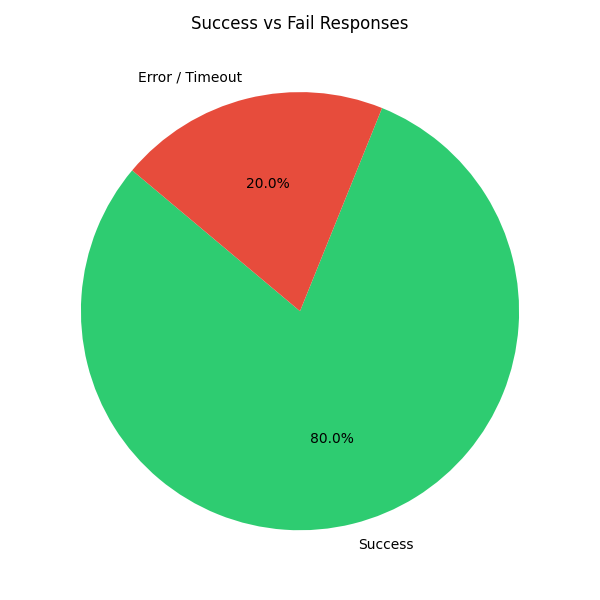 Success vs Fail Responses
Error / Timeout
20.0%
80.0%
Success